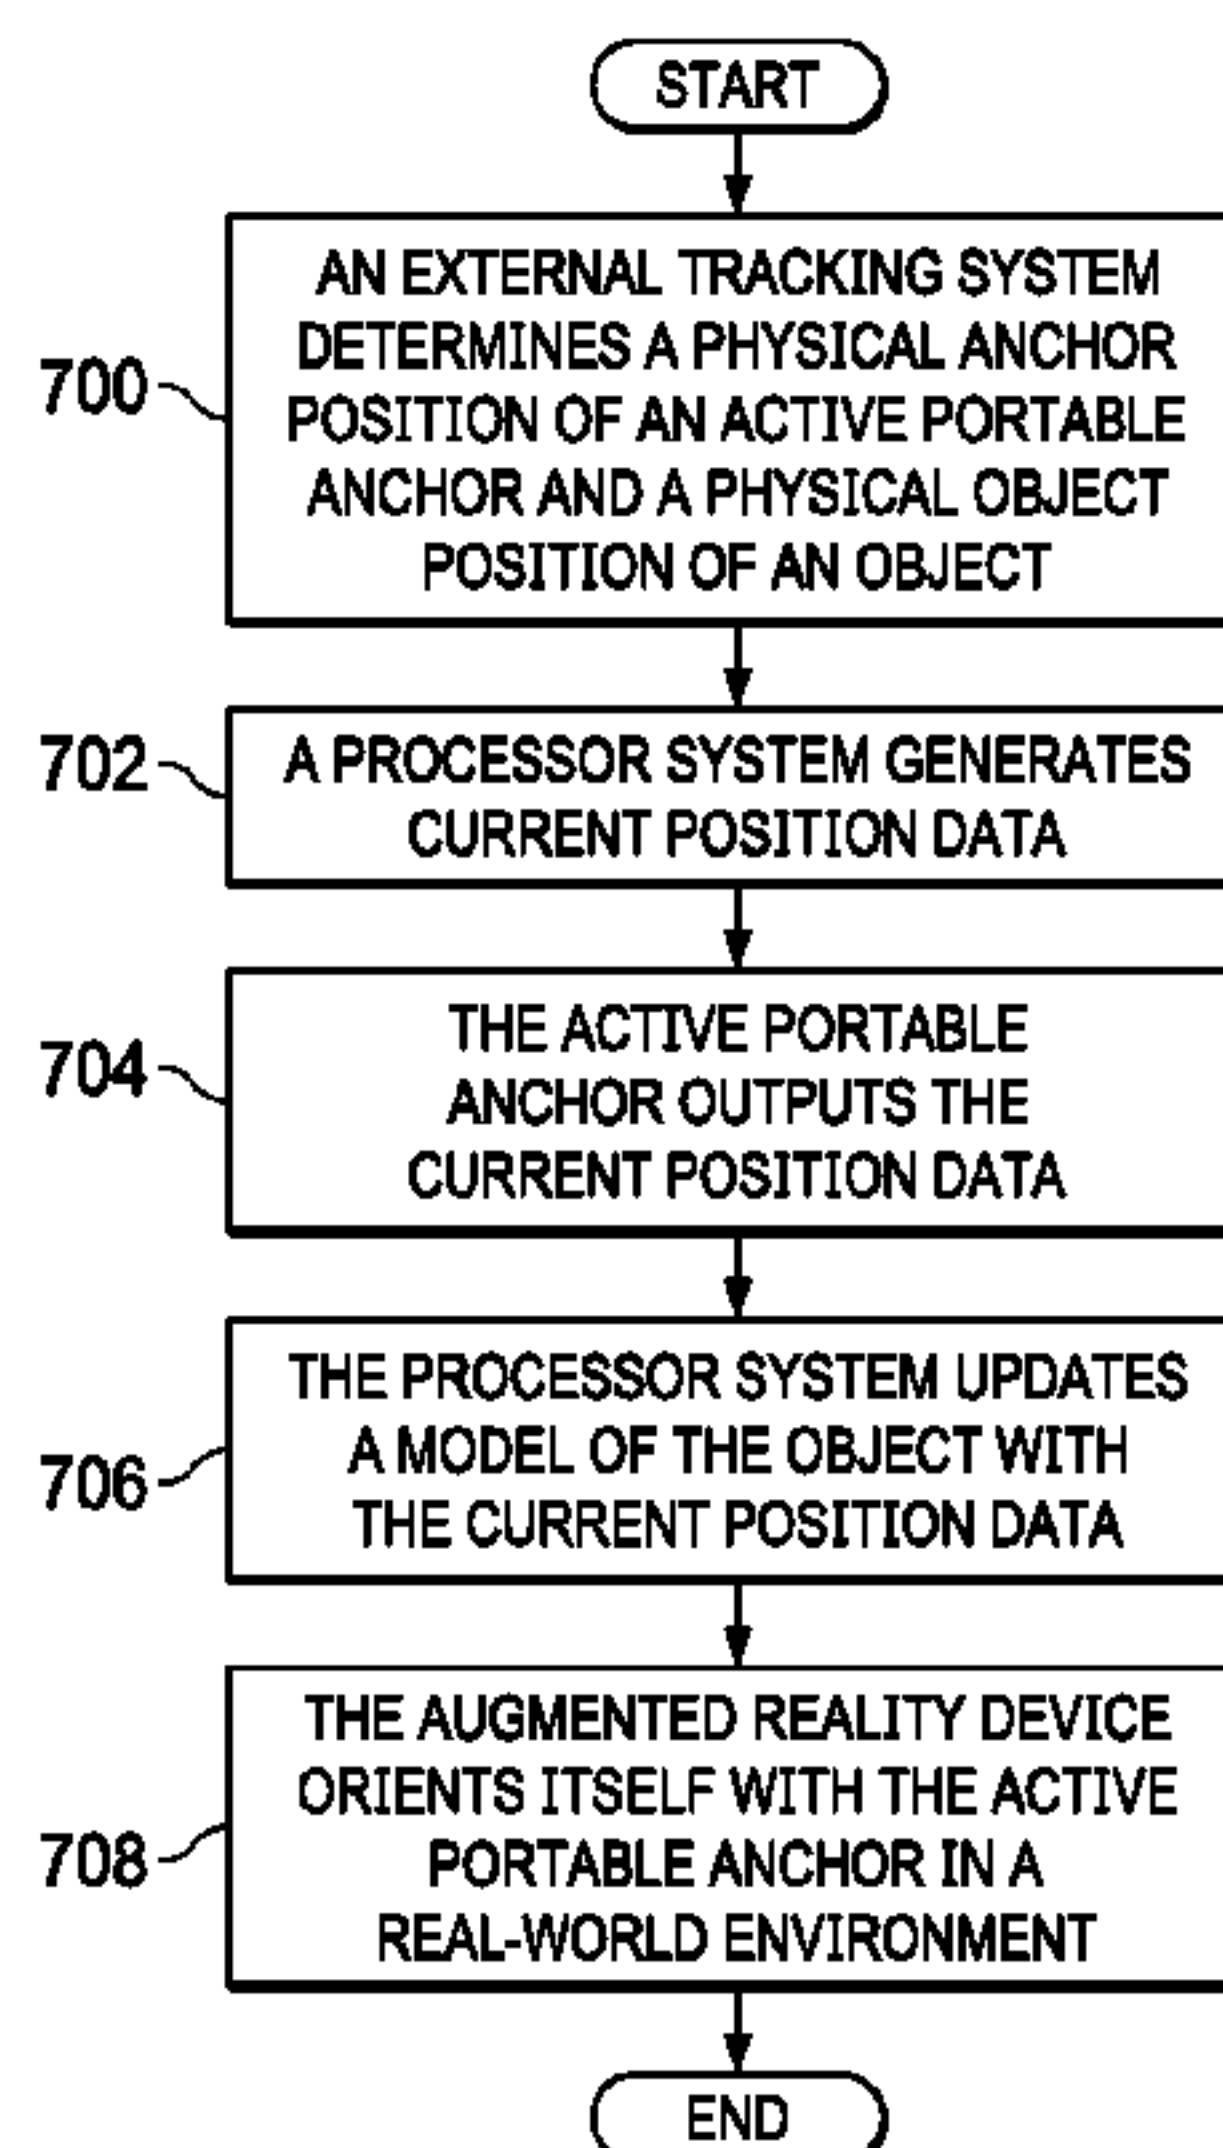 START
AN EXTERNAL TRACKING SYSTEM
DETERMINES A PHYSICAL ANCHOR
POSITION OF AN ACTIVE PORTABLE
ANCHOR AND A PHYSICAL OBJECT
POSITION OF AN OBJECT
700
A PROCESSOR SYSTEM GENERATES
CURRENT POSITION DATA
702
THE ACTIVE PORTABLE
ANCHOR OUTPUTS THE
CURRENT POSITION DATA
704
THE PROCESSOR SYSTEM UPDATES
A MODEL OF THE OBJECT WITH
THE CURRENT POSITION DATA
706
THE AUGMENTED REALITY DEVICE
ORIENTS ITSELF WITH THE ACTIVE
PORTABLE ANCHOR IN A
REAL-WORLD ENVIRONMENT
708
END